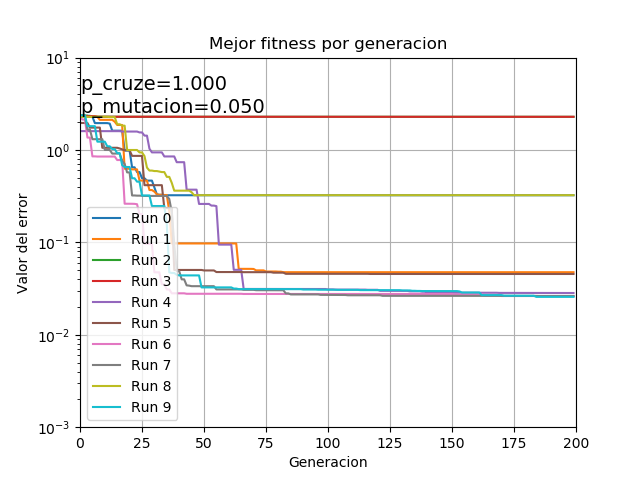 Mejor fitness por generacion
p_cruze=1.000
p_mutacion=0.050
Valor del error
10^1
10^0
10^-1
10^-2
10^-3
Run 0
Run 1
Run 2
Run 3
Run 4
Run 5
Run 6
Run 7
Run 8
Run 9
0 25 50 75 100 125 150 175 200
Generacion